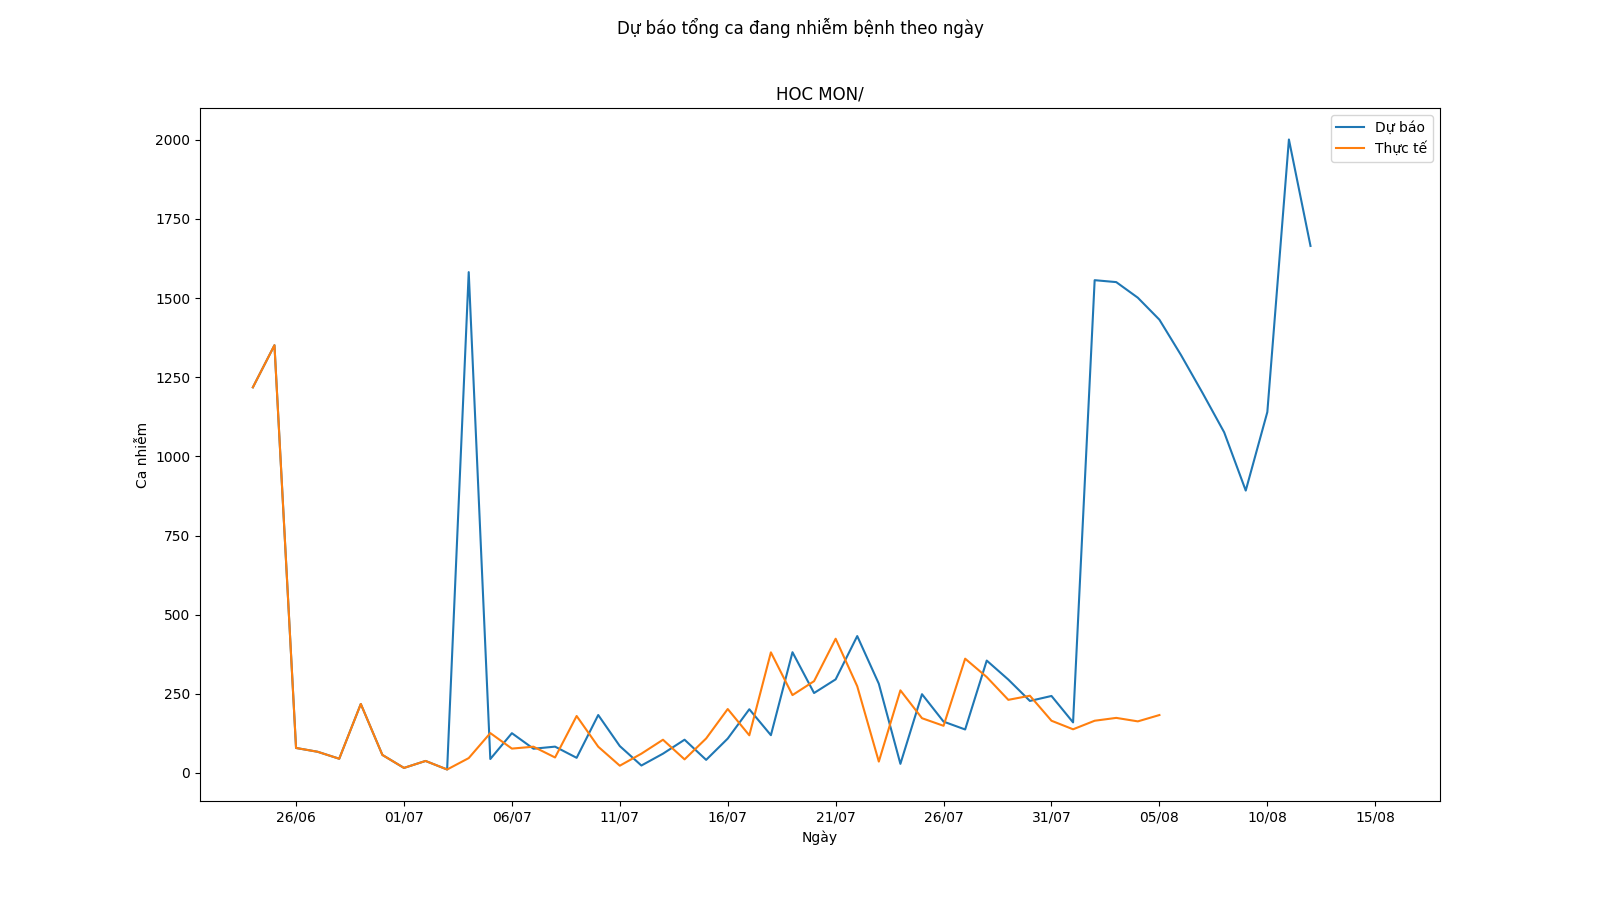 Dự báo tổng ca đang nhiễm bệnh theo ngày
HOC MON/
Dự báo
Thực tế
2000
1750
1500
1250
1000
750
500
250
0
Ca nhiễm
26/06 01/07 06/07 11/07 16/07 21/07 26/07 31/07 05/08 10/08 15/08
Ngày